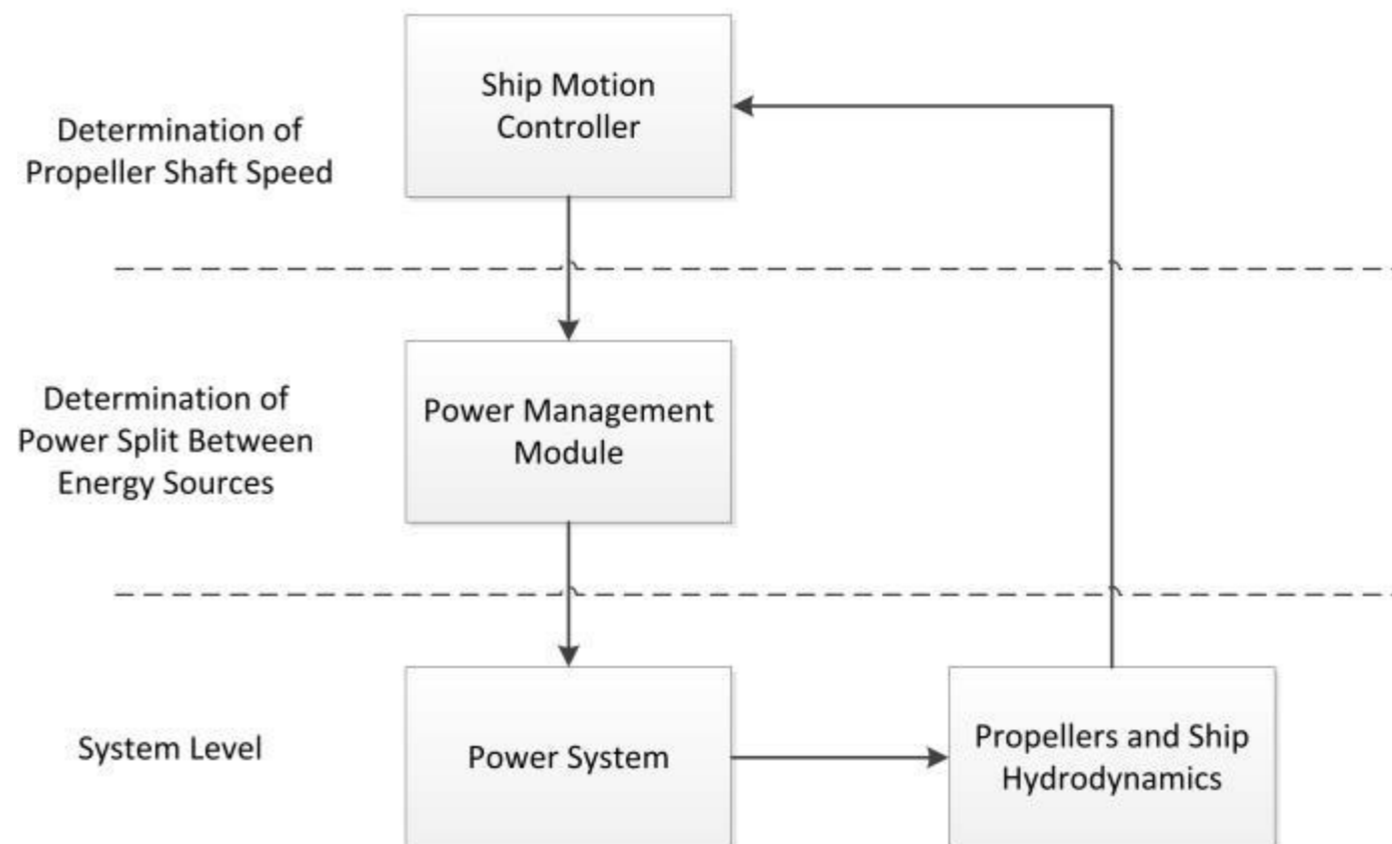 Ship Motion
Controller
Determination of
Propeller Shaft Speed
Determination of
Power Split Between
Energy Sources
Power Management
Module
System Level
Power System
Propellers and Ship
Hydrodynamics